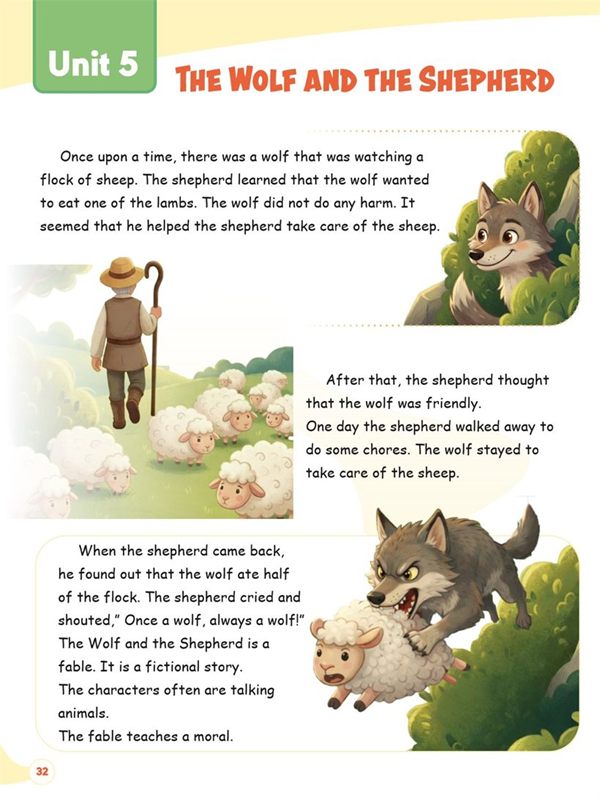 Unit 5
THE WOLF AND THE SHEPHERD
Once upon a time, there was a wolf that was watching a
flock of sheep. The shepherd learned that the wolf wanted
to eat one of the lambs. The wolf did not do any harm. It
seemed that he helped the shepherd take care of the sheep.
After that, the shepherd thought
that the wolf was friendly.
One day the shepherd walked away to
do some chores. The wolf stayed to
take care of the sheep.
When the shepherd came back,
he found out that the wolf ate half
of the flock. The shepherd cried and
shouted,” Once a wolf, always a wolf!”
The Wolf and the Shepherd is a
fable. It is a fictional story.
The characters often are talking
animals.
The fable teaches a moral.
32